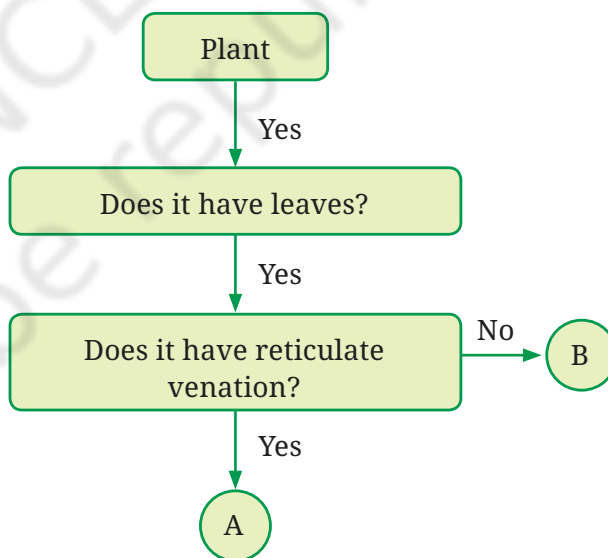 Plant
Yes
Does it have leaves?
Yes
Does it have reticulate
venation?
No
B
Yes
A